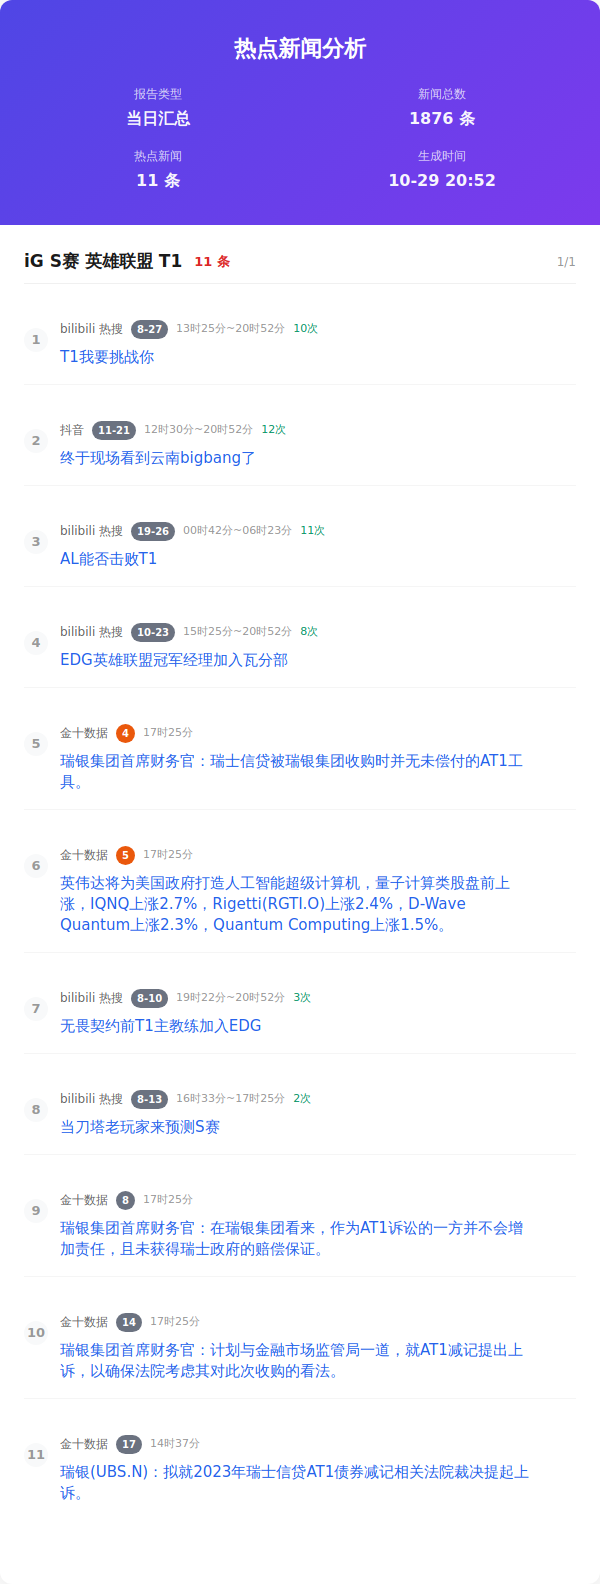 热点新闻分析
报告类型
新闻总数
当日汇总
1876 条
热点新闻
生成时间
11 条
10-29 20:52
iG S赛 英雄联盟 T1 11 条 1/1
1
bilibili 热搜 8-27 13时25分~20时52分 10次
T1我要挑战你
2
抖音 11-21 12时30分~20时52分 12次
终于现场看到云南bigbang了
3
bilibili 热搜 19-26 00时42分~06时23分 11次
AL能否击败T1
4
bilibili 热搜 10-23 15时25分~20时52分 8次
EDG英雄联盟冠军经理加入瓦分部
5
金十数据 4 17时25分
瑞银集团首席财务官：瑞士信贷被瑞银集团收购时并无未偿付的AT1工
具。
6
金十数据 5 17时25分
英伟达将为美国政府打造人工智能超级计算机，量子计算类股盘前上
涨，IQNQ上涨2.7%，Rigetti(RGTI.O)上涨2.4%，D-Wave
Quantum上涨2.3%，Quantum Computing上涨1.5%。
7
bilibili 热搜 8-10 19时22分~20时52分 3次
无畏契约前T1主教练加入EDG
8
bilibili 热搜 8-13 16时33分~17时25分 2次
当刀塔老玩家来预测S赛
9
金十数据 8 17时25分
瑞银集团首席财务官：在瑞银集团看来，作为AT1诉讼的一方并不会增
加责任，且未获得瑞士政府的赔偿保证。
10
金十数据 14 17时25分
瑞银集团首席财务官：计划与金融市场监管局一道，就AT1减记提出上
诉，以确保法院考虑其对此次收购的看法。
11
金十数据 17 14时37分
瑞银(UBS.N)：拟就2023年瑞士信贷AT1债券减记相关法院裁决提起上
诉。